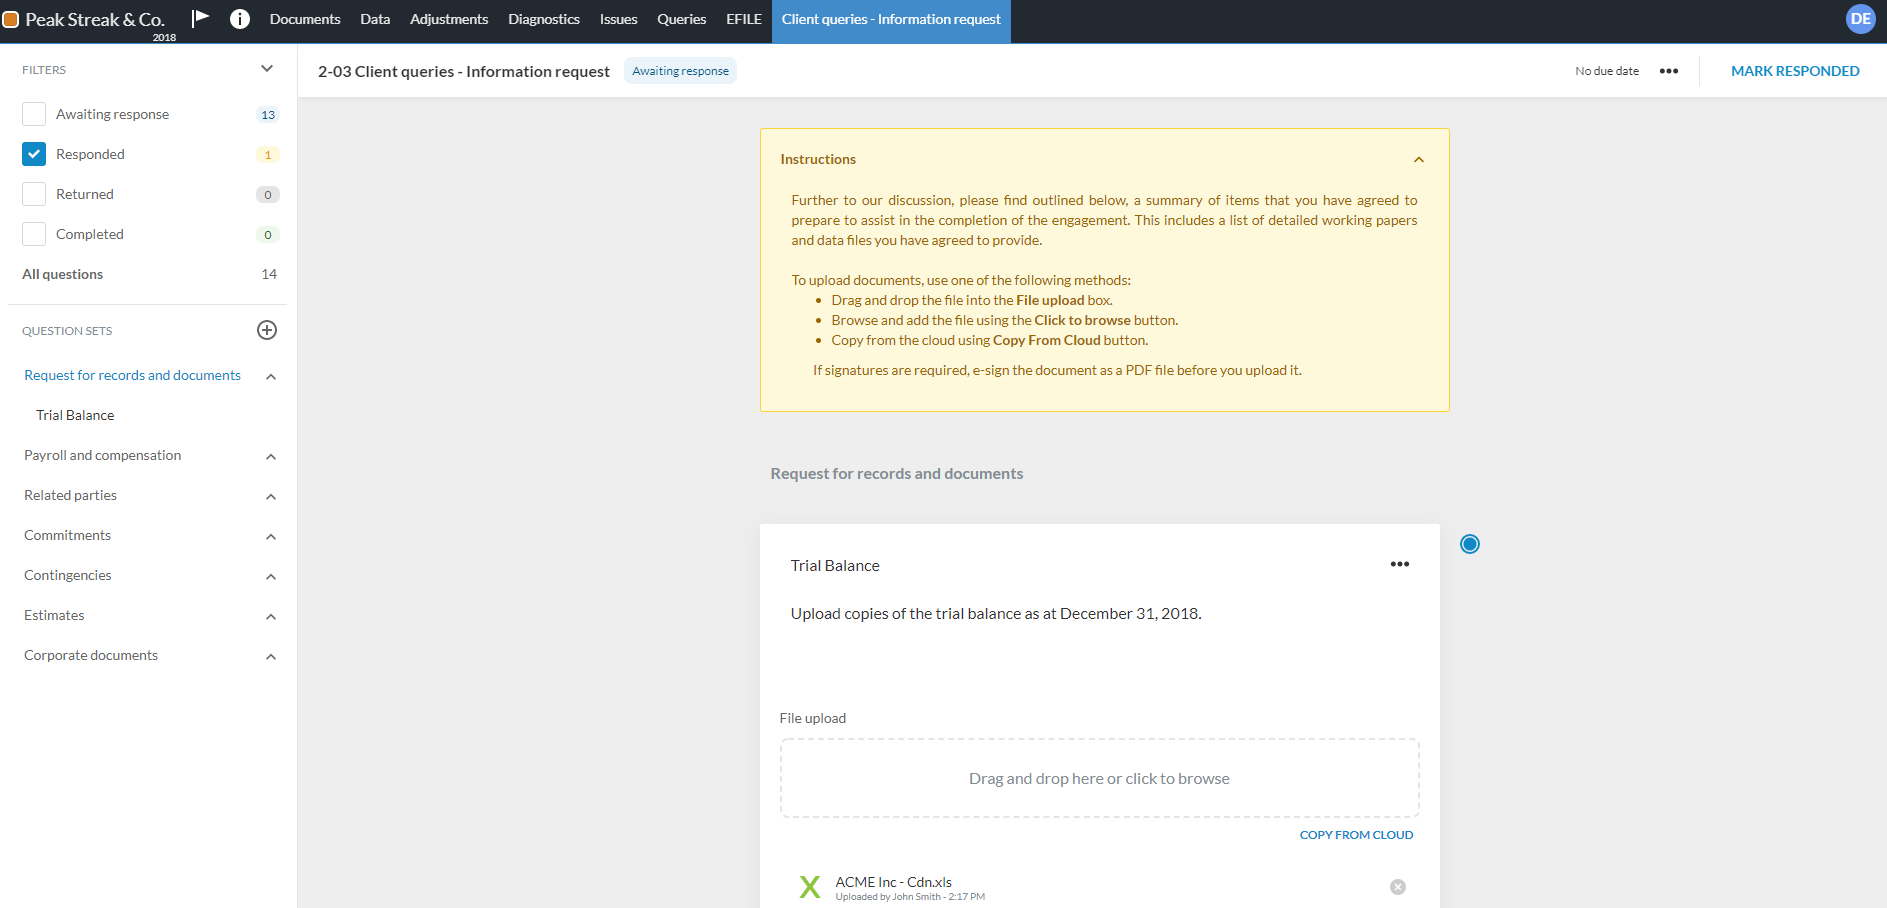 Peak Streak & Co.
2018
Documents
Data
Adjustments
Diagnostics
Issues
Queries
EFILE
Client queries - Information request
DE
FILTERS
Awaiting response 13
Responded 1
Returned 0
Completed 0
All questions 14
QUESTION SETS
Request for records and documents
Trial Balance
Payroll and compensation
Related parties
Commitments
Contingencies
Estimates
Corporate documents
2-03 Client queries - Information request
Awaiting response
No due date
MARK RESPONDED
Instructions
Further to our discussion, please find outlined below, a summary of items that you have agreed to
prepare to assist in the completion of the engagement. This includes a list of detailed working papers
and data files you have agreed to provide.
To upload documents, use one of the following methods:
• Drag and drop the file into the File upload box.
• Browse and add the file using the Click to browse button.
• Copy from the cloud using Copy From Cloud button.
If signatures are required, e-sign the document as a PDF file before you upload it.
Request for records and documents
Trial Balance
Upload copies of the trial balance as at December 31, 2018.
File upload
Drag and drop here or click to browse
COPY FROM CLOUD
ACME Inc - Cdn.xls
Uploaded by John Smith - 2:17 PM